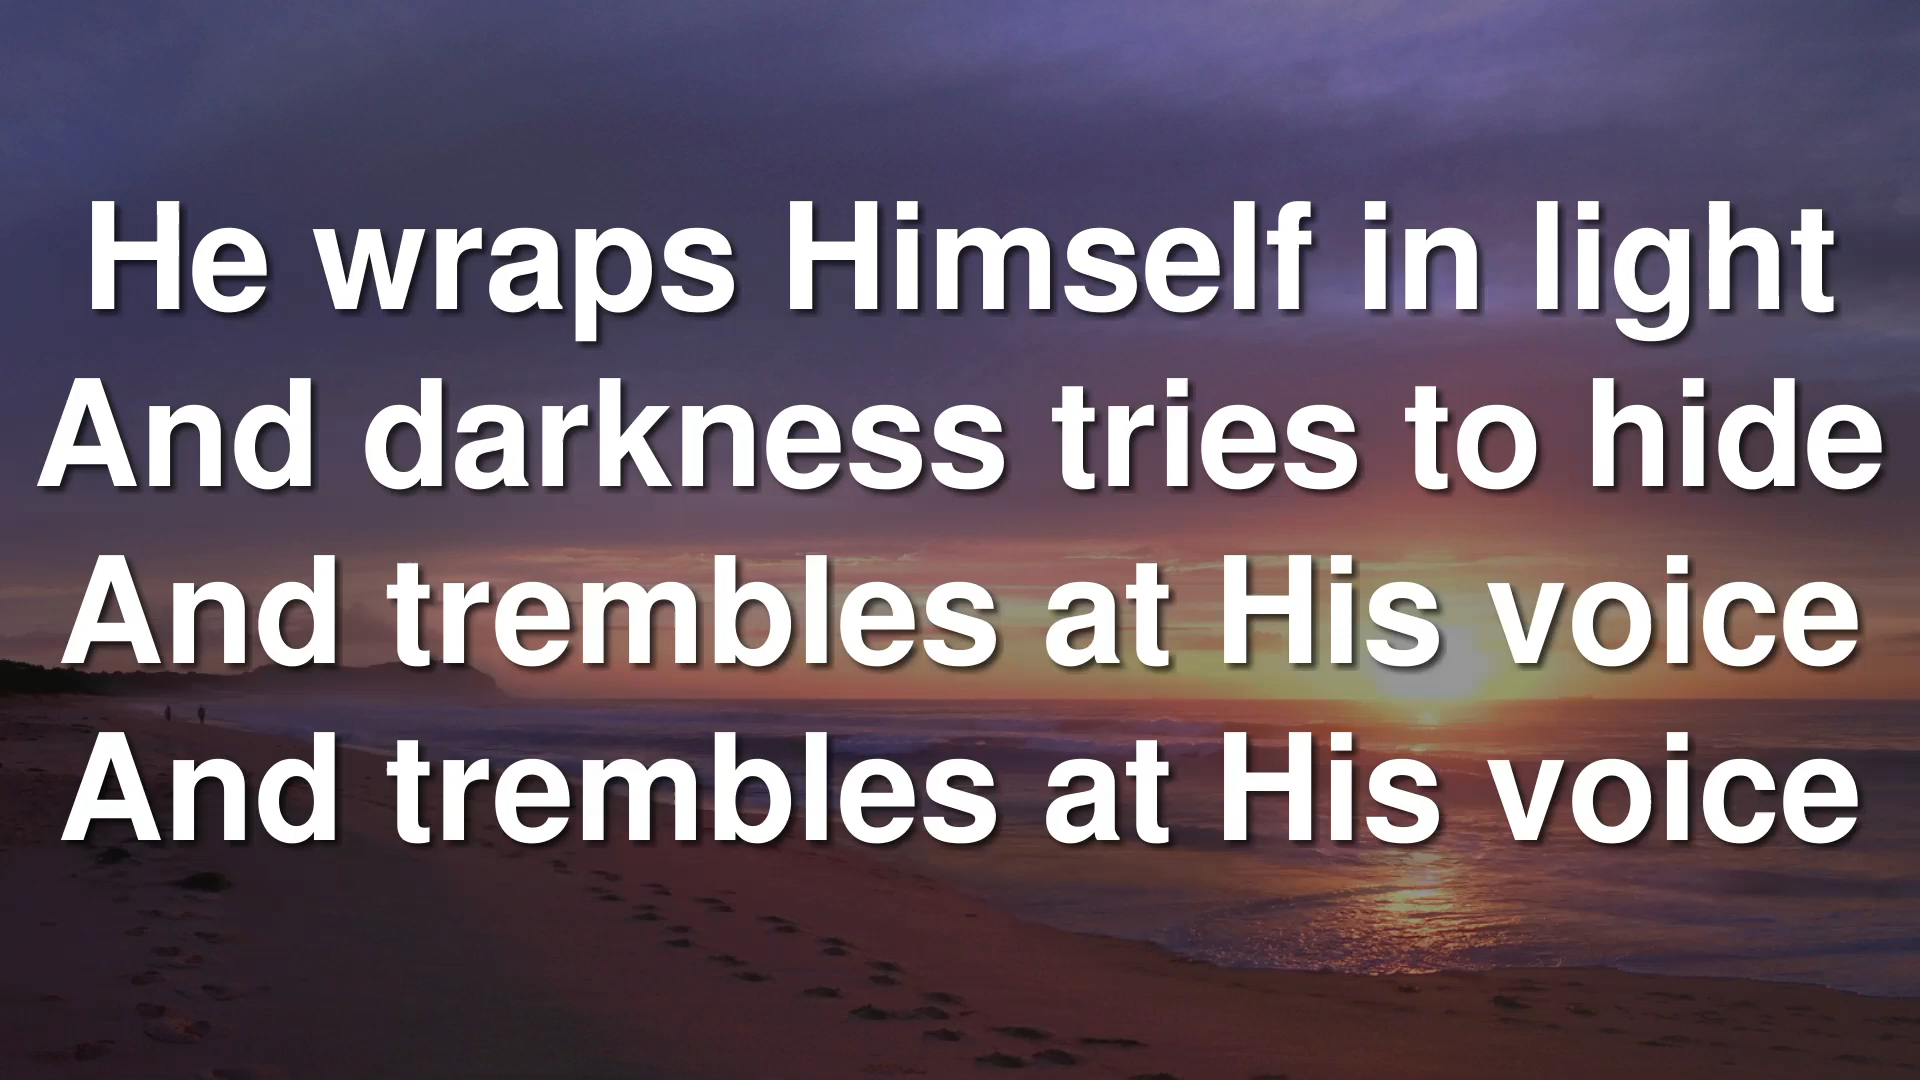 He wraps Himself in light
And darkness tries to hide
And trembles at His voice
And trembles at His voice